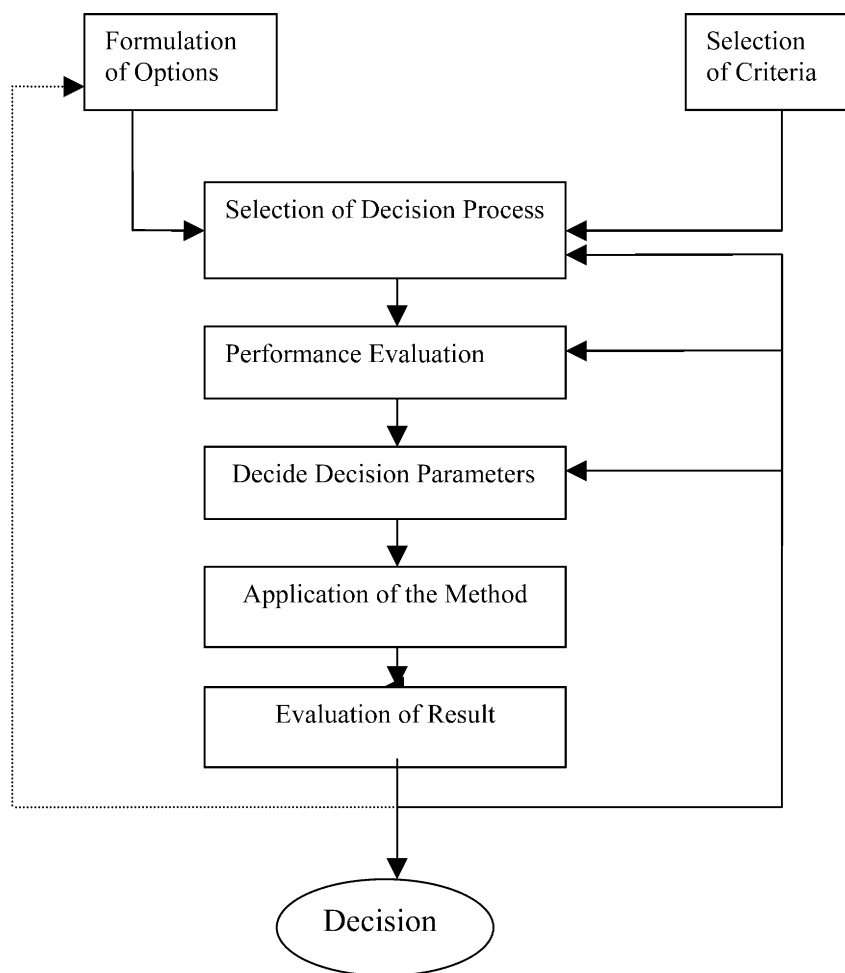 Formulation
of Options
Selection
of Criteria
Selection of Decision Process
Performance Evaluation
Decide Decision Parameters
Application of the Method
Evaluation of Result
Decision